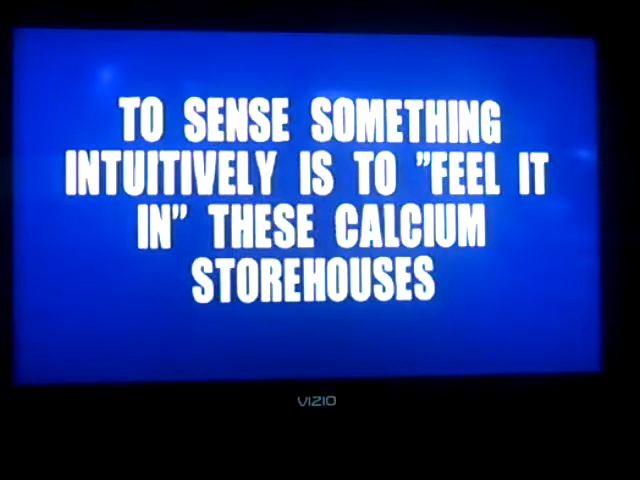 TO SENSE SOMETHING
INTUITIVELY IS TO "FEEL IT
IN" THESE CALCIUM
STOREHOUSES
VIZIO